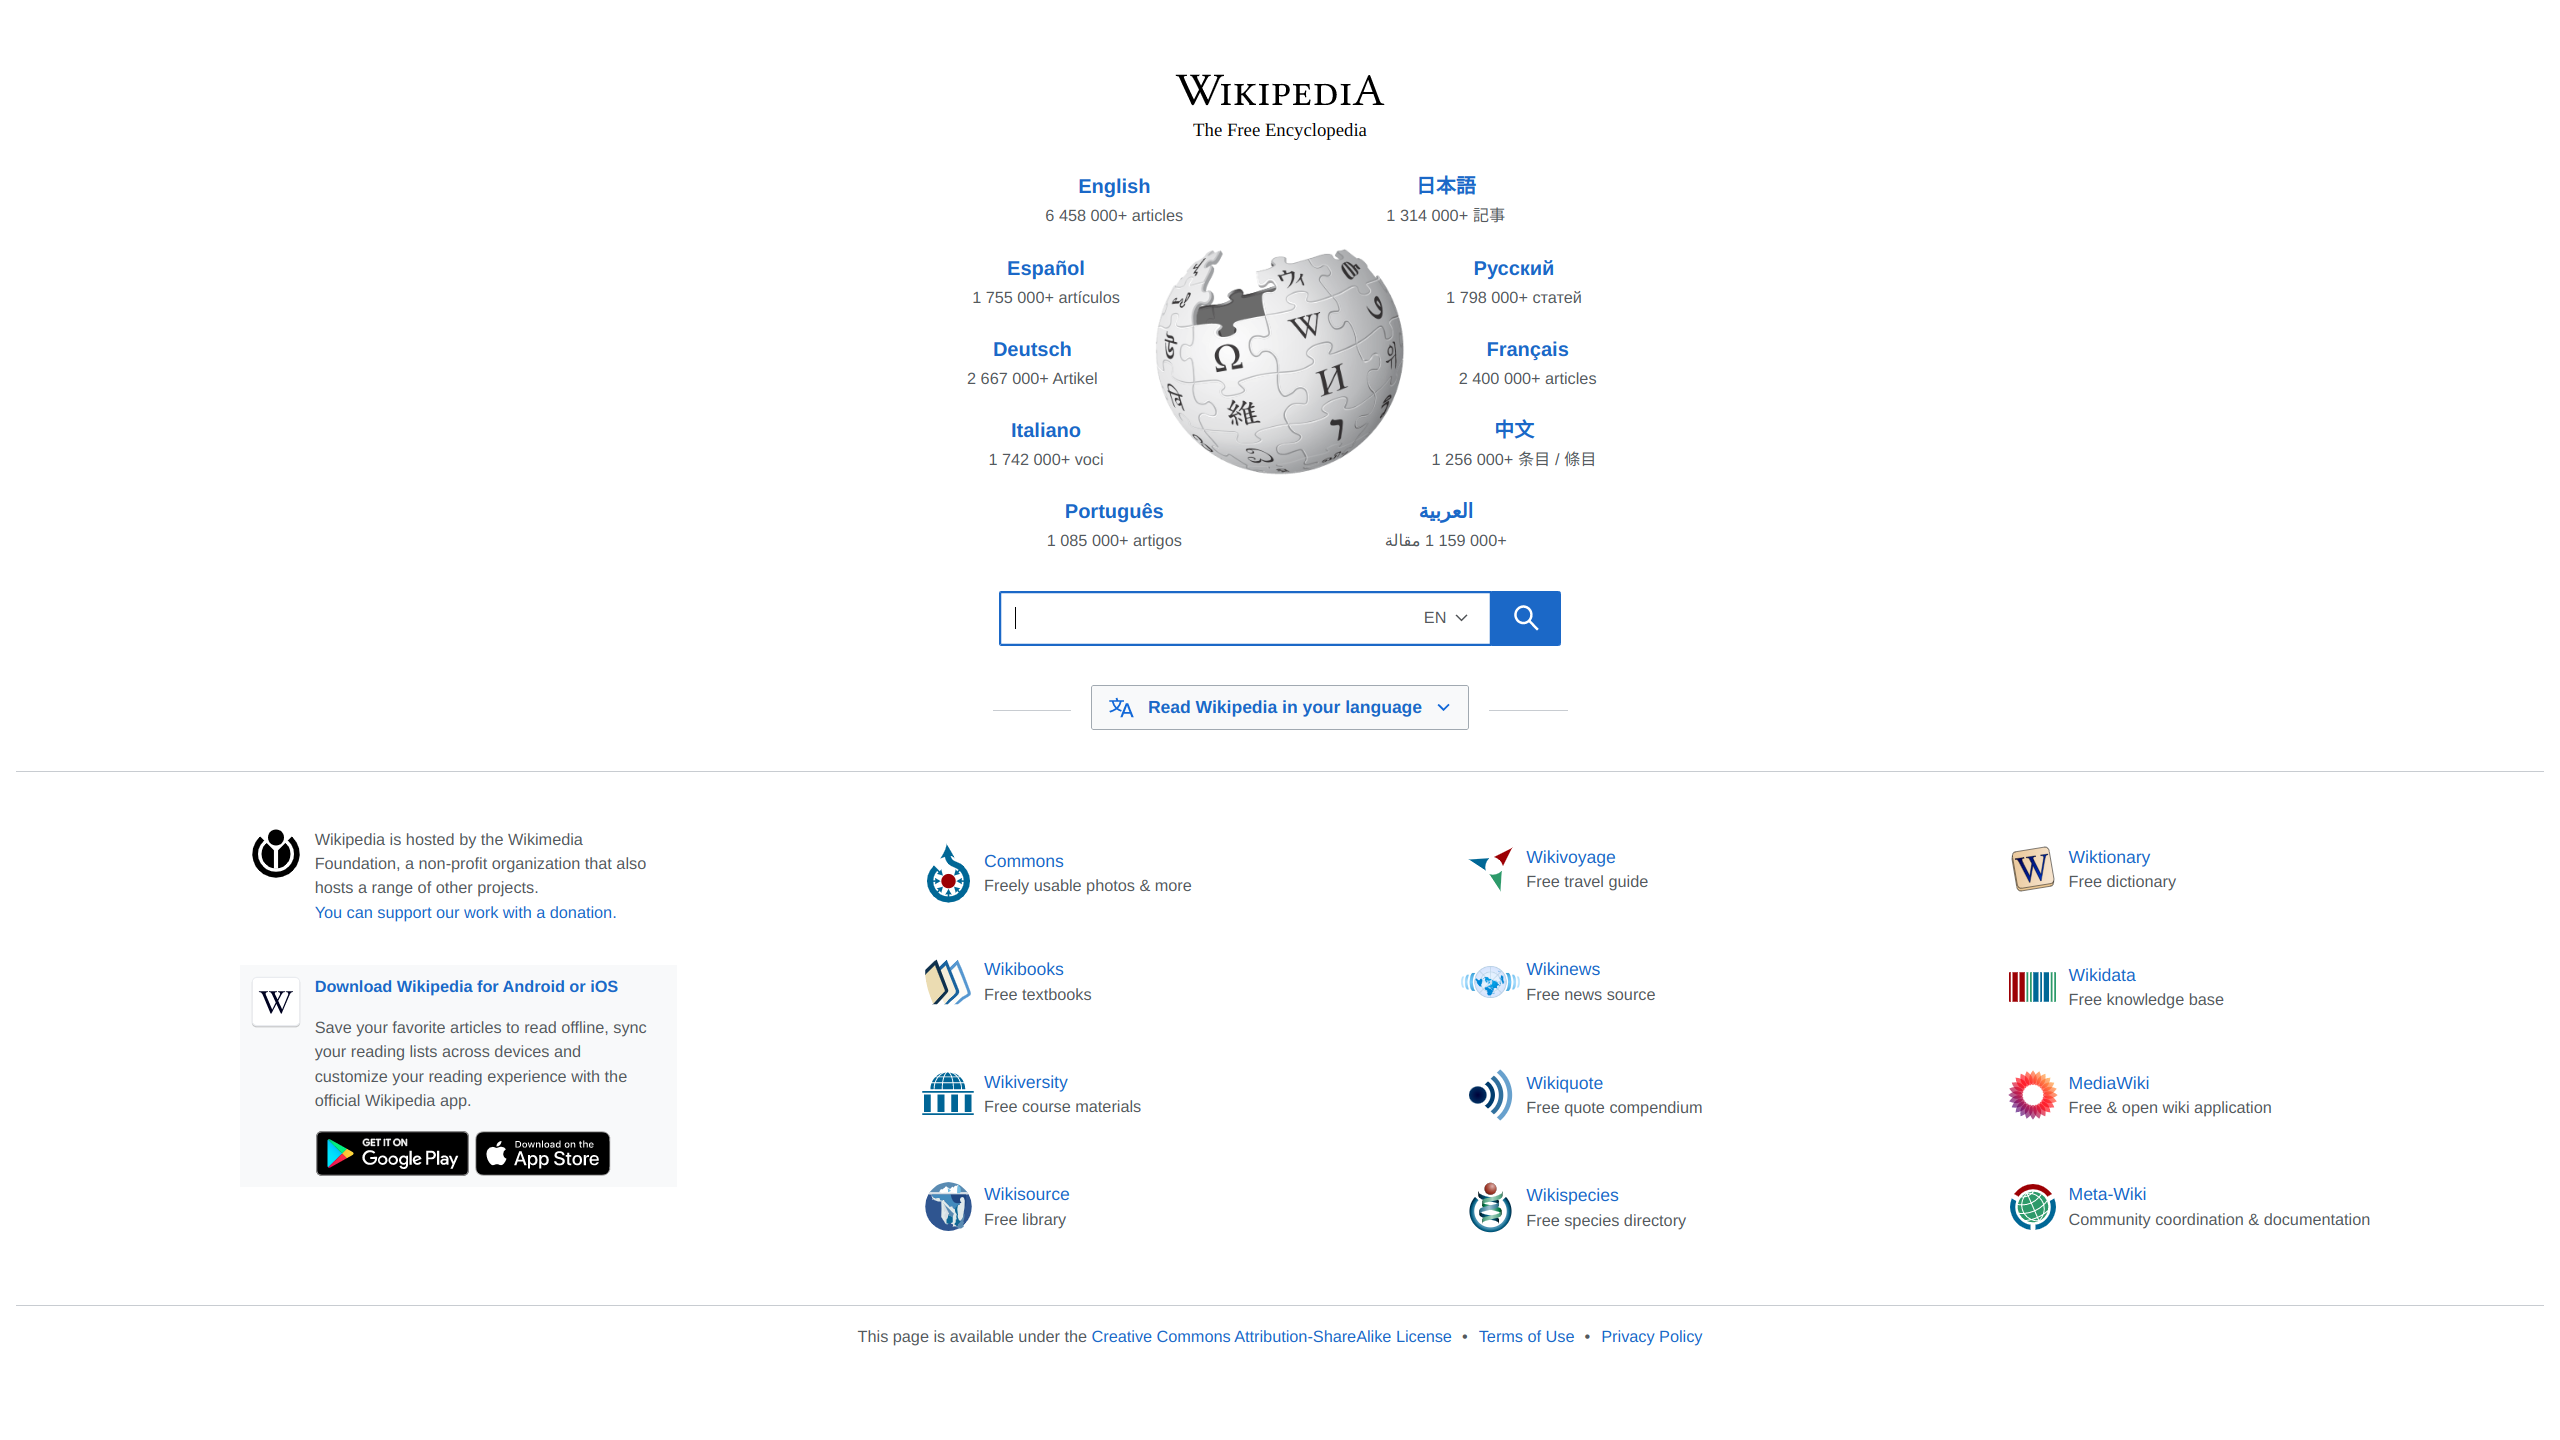 WIKIPEDIA
The Free Encyclopedia
English
6 458 000+ articles
日本語
1 314 000+ 記事
Español
1 755 000+ artículos
Русский
1 798 000+ статей
Deutsch
2 667 000+ Artikel
Français
2 400 000+ articles
Italiano
1 742 000+ voci
中文
1 256 000+ 条目 / 條目
Português
1 085 000+ artigos
العربية
1 159 000+ مقالة
Ω
W
И
維
ウィ
EN
Read Wikipedia in your language
Wikipedia is hosted by the Wikimedia
Foundation, a non-profit organization that also
hosts a range of other projects.
You can support our work with a donation.
W
Download Wikipedia for Android or iOS
Save your favorite articles to read offline, sync
your reading lists across devices and
customize your reading experience with the
official Wikipedia app.
GET IT ON
Google Play
Download on the
App Store
Commons
Freely usable photos & more
Wikivoyage
Free travel guide
W
Wiktionary
Free dictionary
Wikibooks
Free textbooks
Wikinews
Free news source
Wikidata
Free knowledge base
Wikiversity
Free course materials
Wikiquote
Free quote compendium
MediaWiki
Free & open wiki application
Wikisource
Free library
Wikispecies
Free species directory
Meta-Wiki
Community coordination & documentation
This page is available under the Creative Commons Attribution-ShareAlike License • Terms of Use • Privacy Policy